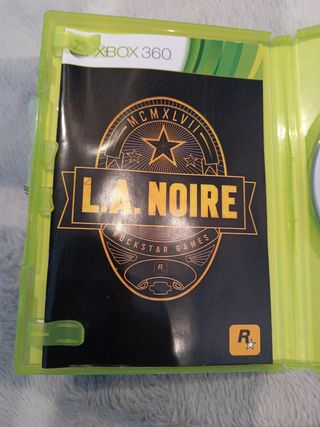 XBOX 360
MCMXLVII
L.A. NOIRE
ROCKSTAR GAMES
R
R